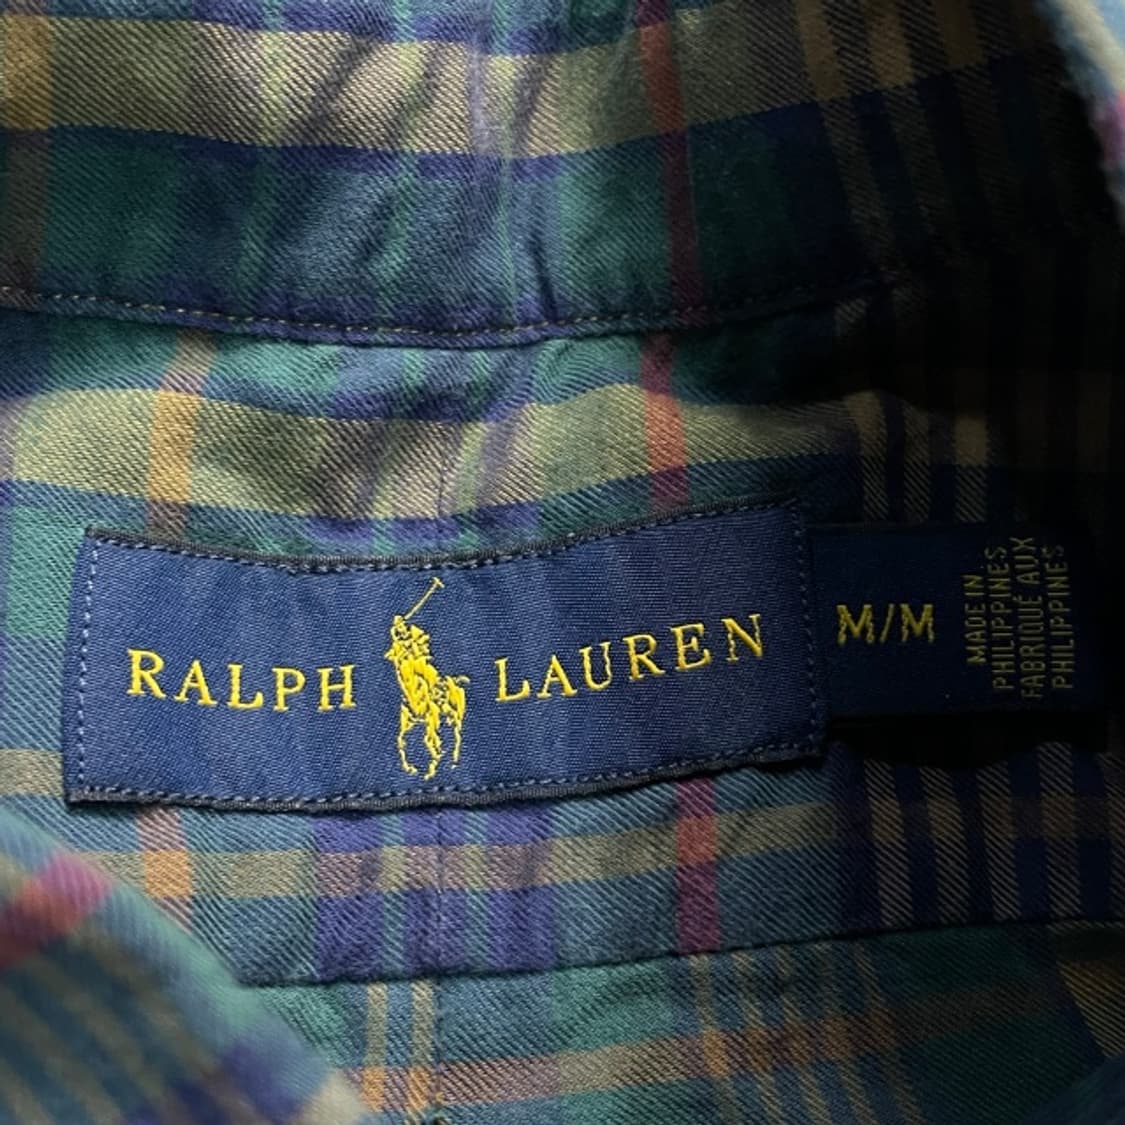 RALPH LAUREN
M/M
MADE IN
PHILIPPINES
FABRIQUÉ AUX
PHILIPPINES